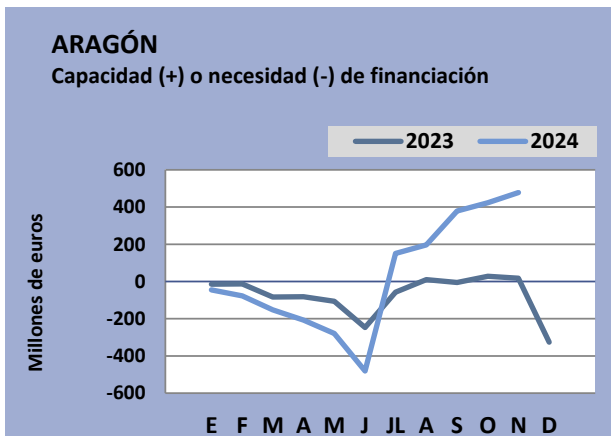 ARAGÓN
Capacidad (+) o necesidad (-) de financiación
2023 2024
Millones de euros
600
400
200
0
-200
-400
-600
E F M A M J JL A S O N D